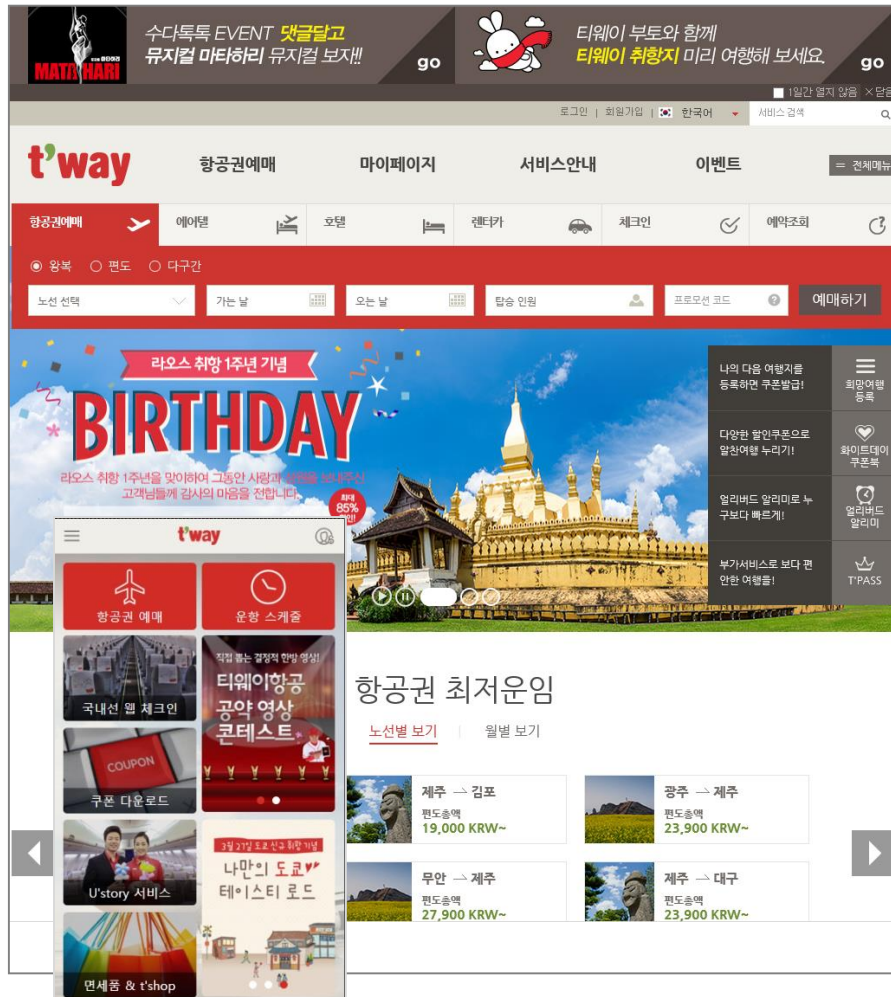 MATA HARI
수다톡톡 EVENT 댓글달고
뮤지컬 마타하리 뮤지컬 보자!!
go
티웨이 부토와 함께
티웨이 취항지 미리 여행해 보세요.
go
1일간 열지 않음 ×닫음
로그인 | 회원가입 | 한국어
서비스 검색
t'way
항공권예매
마이페이지
서비스안내
이벤트
전체메뉴
항공권예매
에어텔
호텔
렌터카
체크인
예약조회
왕복
편도
다구간
노선 선택
가는 날
오는 날
탑승 인원
프로모션 코드
예매하기
라오스 취항 1주년 기념
BIRTHDAY
라오스 취항 1주년을 맞이하여 그동안 사랑과
보내주신
고객님들께 감사의 마음을 전합니다.
최대
85%
나의 다음 여행지를
등록하면 쿠폰발급!
희망여행
등록
다양한 할인쿠폰으로
알찬여행 누리기!
화이트데이
쿠폰북
얼리버드 알리미로 누
구보다 빠르게!
얼리버드
알리미
부가서비스로 보다 편
안한 여행을!
T'PASS
t'way
항공권 예매
운항 스케줄
국내선 웹 체크인
직접 뽑는 결정적 한방 영상!
티웨이항공
공약 영상
콘테스트
COUPON
쿠폰 다운로드
U'story 서비스
3월 27일 도쿄 신규 취항 기념
나만의 도쿄
테이스티 로드
면세품 & t'shop
항공권 최저운임
노선별 보기
월별 보기
제주 → 김포
편도총액
19,000 KRW~
광주 → 제주
편도총액
23,900 KRW~
무안 → 제주
편도총액
27,900 KRW~
제주 → 대구
편도총액
23,900 KRW~